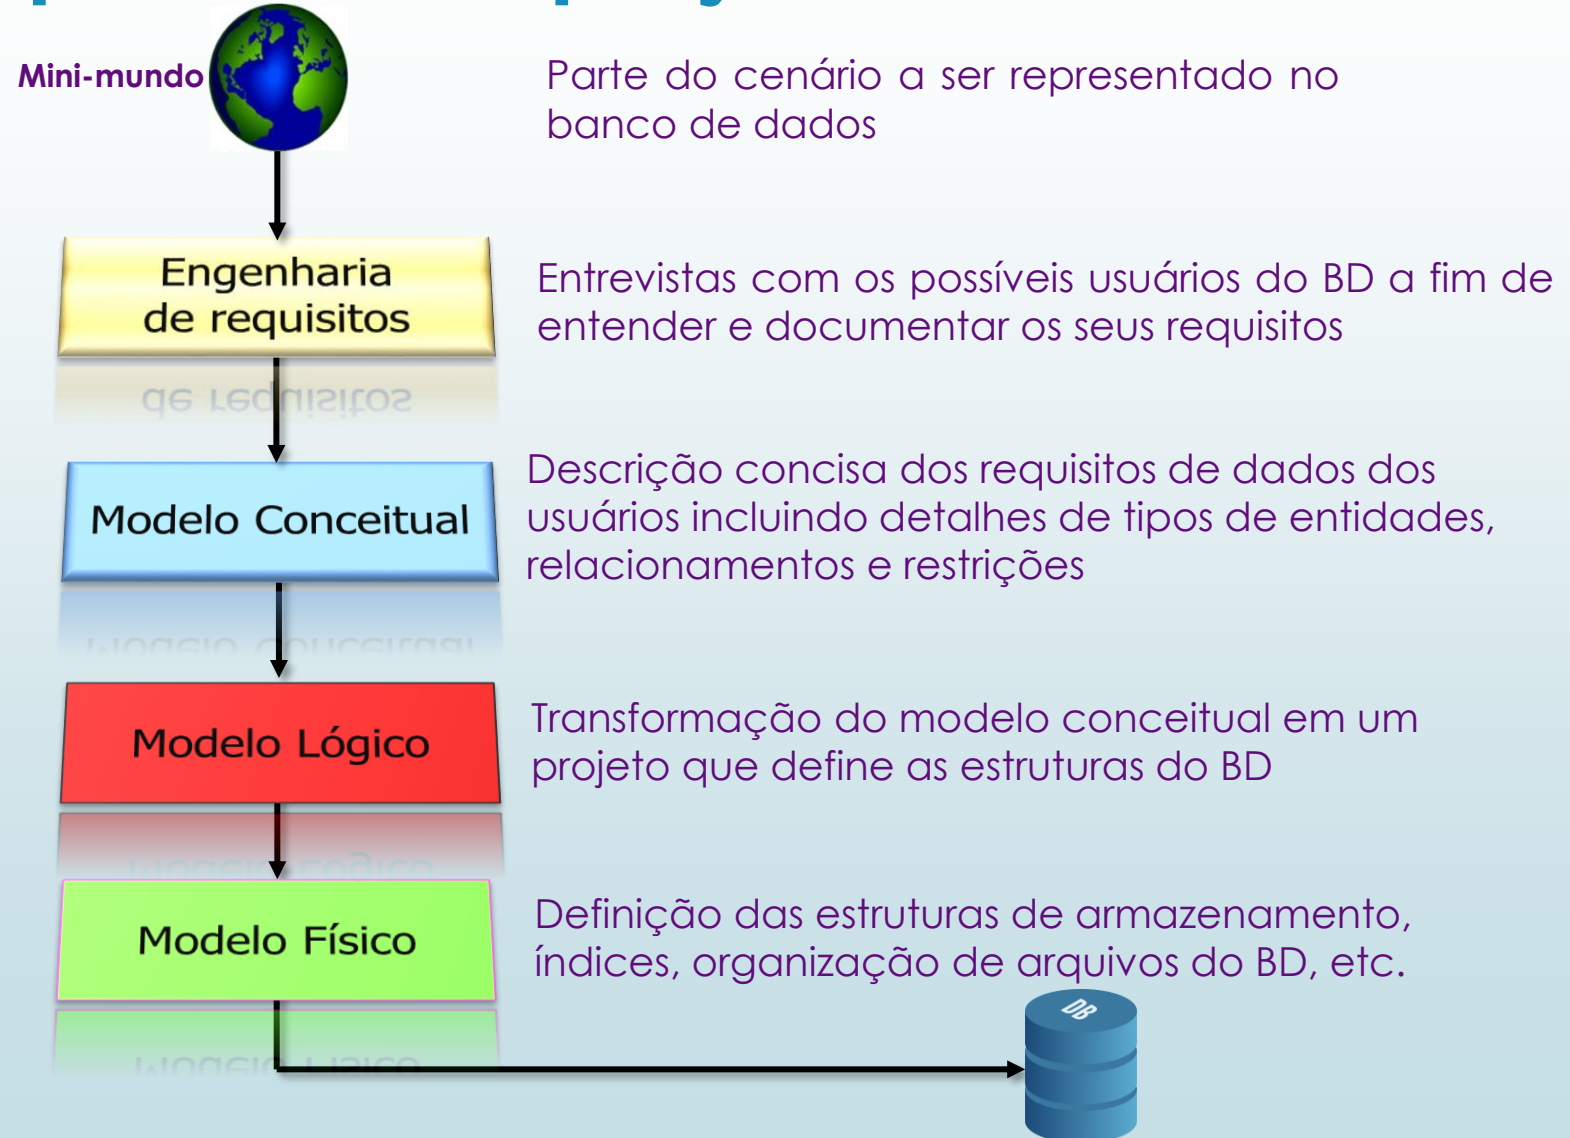 Mini-mundo
Parte do cenário a ser representado no
banco de dados
Engenharia
de requisitos
Entrevistas com os possíveis usuários do BD a fim de
entender e documentar os seus requisitos
Modelo Conceitual
Descrição concisa dos requisitos de dados dos
usuários incluindo detalhes de tipos de entidades,
relacionamentos e restrições
Modelo Lógico
Transformação do modelo conceitual em um
projeto que define as estruturas do BD
Modelo Físico
Definição das estruturas de armazenamento,
índices, organização de arquivos do BD, etc.
DB